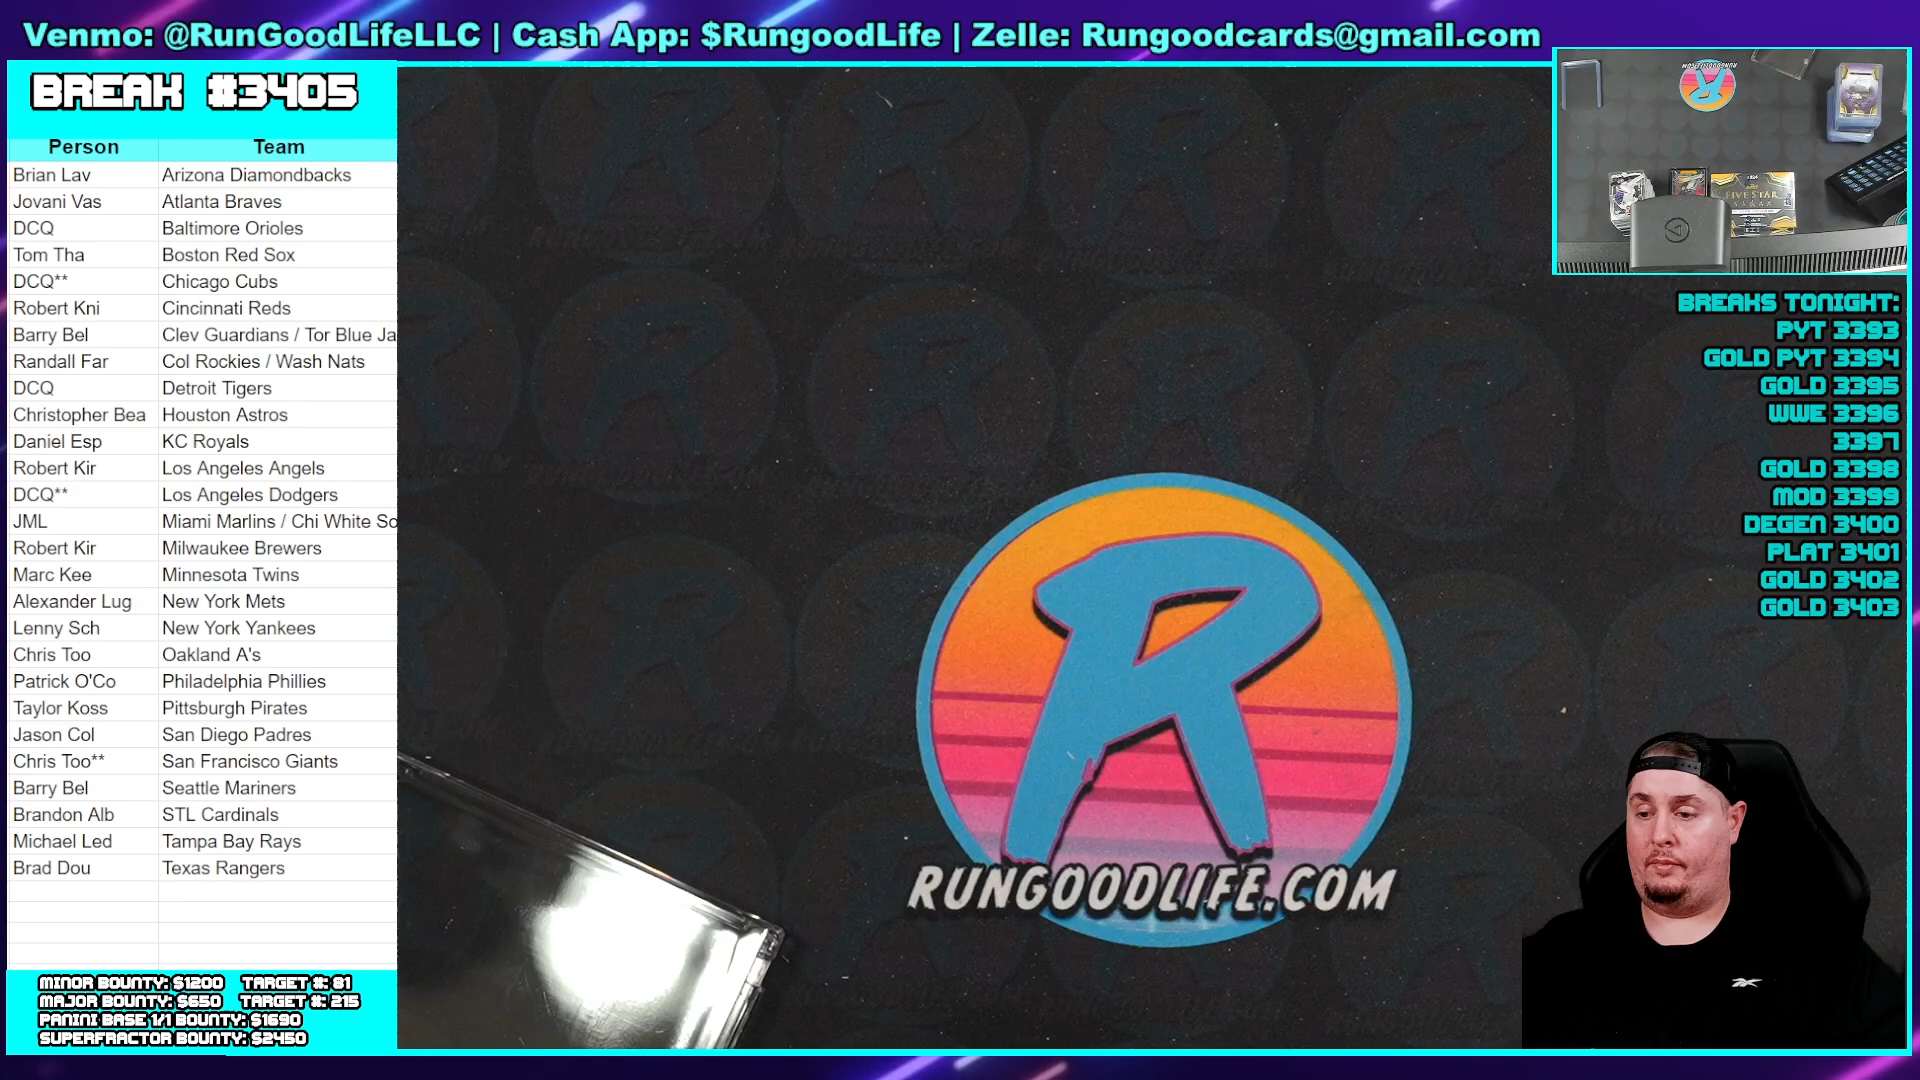 Venmo: @RunGoodLifeLLC | Cash App: $RungoodLife | Zelle: Rungoodcards@gmail.com
BREAK #3405
Person Team
Brian Lav Arizona Diamondbacks
Jovani Vas Atlanta Braves
DCQ Baltimore Orioles
Tom Tha Boston Red Sox
DCQ** Chicago Cubs
Robert Kni Cincinnati Reds
Barry Bel Clev Guardians / Tor Blue Ja
Randall Far Col Rockies / Wash Nats
DCQ Detroit Tigers
Christopher Bea Houston Astros
Daniel Esp KC Royals
Robert Kir Los Angeles Angels
DCQ** Los Angeles Dodgers
JML Miami Marlins / Chi White So
Robert Kir Milwaukee Brewers
Marc Kee Minnesota Twins
Alexander Lug New York Mets
Lenny Sch New York Yankees
Chris Too Oakland A's
Patrick O'Co Philadelphia Phillies
Taylor Koss Pittsburgh Pirates
Jason Col San Diego Padres
Chris Too** San Francisco Giants
Barry Bel Seattle Mariners
Brandon Alb STL Cardinals
Michael Led Tampa Bay Rays
Brad Dou Texas Rangers
MINOR BOUNTY: $1200 TARGET #: 81
MAJOR BOUNTY: $650 TARGET #: 215
PANINI BASE 1/1 BOUNTY: $1690
SUPERFRACTOR BOUNTY: $2450
R
RUNGOODLIFE.COM
FIVE STAR
BREAKS TONIGHT:
PYT 3393
GOLD PYT 3394
GOLD 3395
WWE 3396
3397
GOLD 3398
MOD 3399
DEGEN 3400
PLAT 3401
GOLD 3402
GOLD 3403